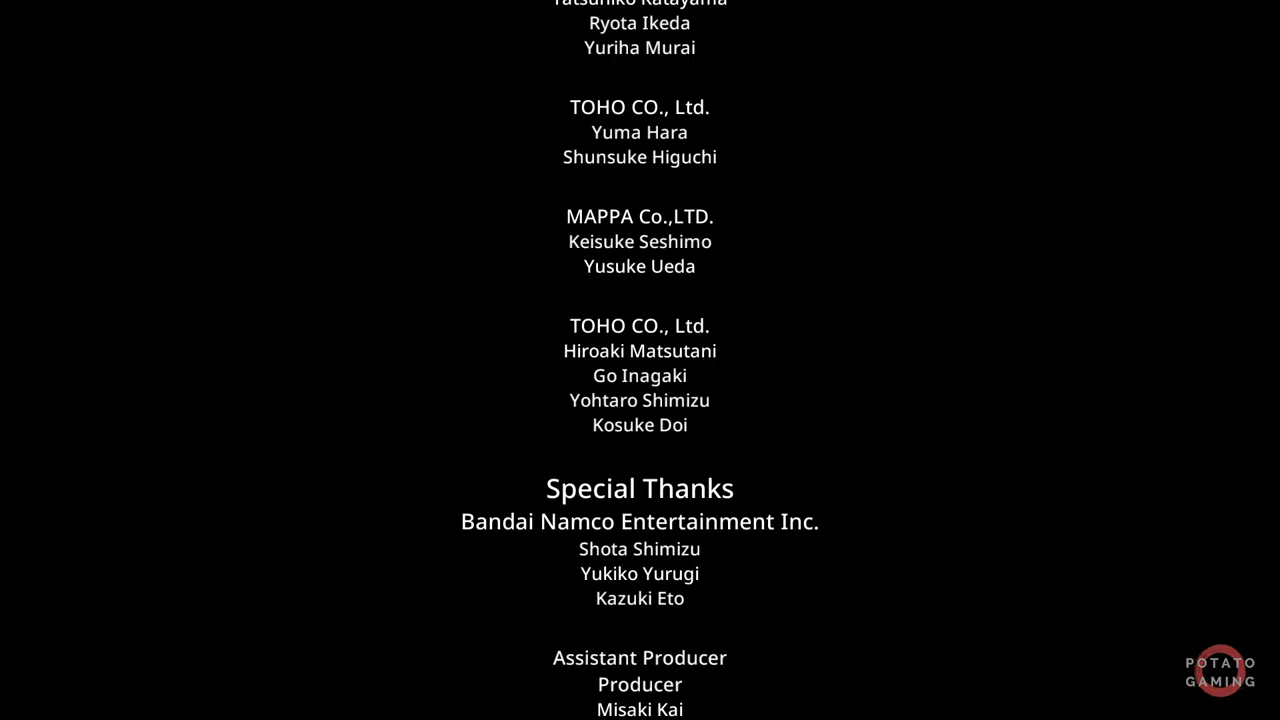 Tatsuhiko Katayama
Ryota Ikeda
Yuriha Murai
TOHO CO., Ltd.
Yuma Hara
Shunsuke Higuchi
MAPPA Co.,LTD.
Keisuke Seshimo
Yusuke Ueda
TOHO CO., Ltd.
Hiroaki Matsutani
Go Inagaki
Yohtaro Shimizu
Kosuke Doi
Special Thanks
Bandai Namco Entertainment Inc.
Shota Shimizu
Yukiko Yurugi
Kazuki Eto
Assistant Producer
Producer
Misaki Kai
POTATO
GAMING